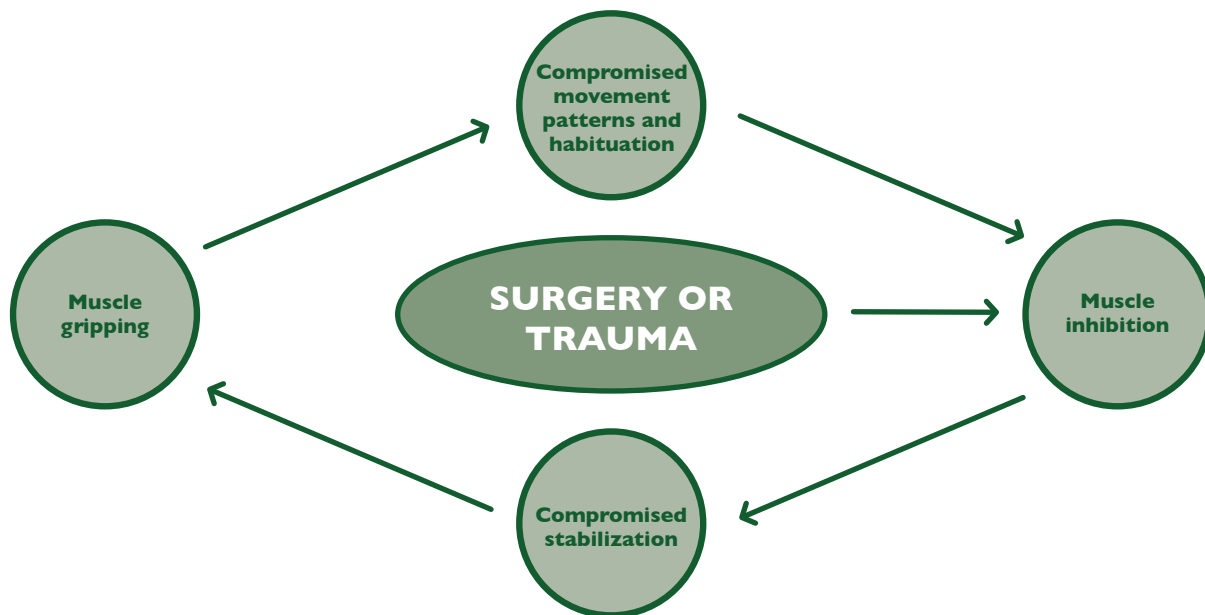 Compromised
movement
patterns and
habituation
Muscle
gripping
SURGERY OR
TRAUMA
Muscle
inhibition
Compromised
stabilization